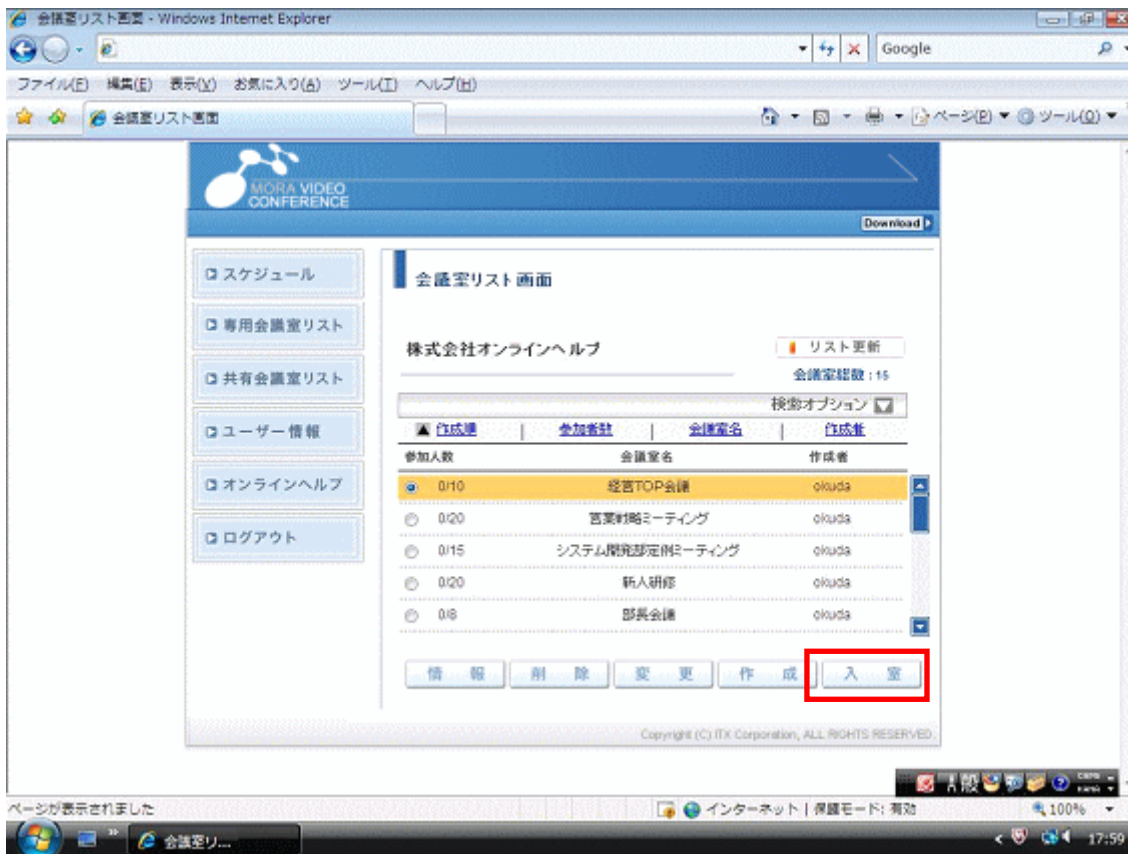 会議室リスト画面 - Windows Internet Explorer
Google
ファイル(F) 編集(E) 表示(V) お気に入り(A) ツール(T) ヘルプ(H)
会議室リスト画面
ページ(P) ツール(O)
MORA VIDEO
CONFERENCE
Download
スケジュール
専用会議室リスト
共有会議室リスト
ユーザー情報
オンラインヘルプ
ログアウト
会議室リスト画面
株式会社オンラインヘルプ
リスト更新
会議室総数 : 15
検索オプション
▲ 作成順 | 参加者数 | 会議室名 | 作成者
参加人数 会議室名 作成者
0/10 経営TOP会議 okuda
0/20 営業戦略ミーティング okuda
0/15 システム開発部定例ミーティング okuda
0/20 新人研修 okuda
0/8 部長会議 okuda
情 報 削 除 変 更 作 成 入 室
Copyright (C) ITX Corporation, ALL RIGHTS RESERVED.
A 般 CAPS
KANA
ページが表示されました インターネット | 保護モード: 有効 100%
会議室リ... 17:59